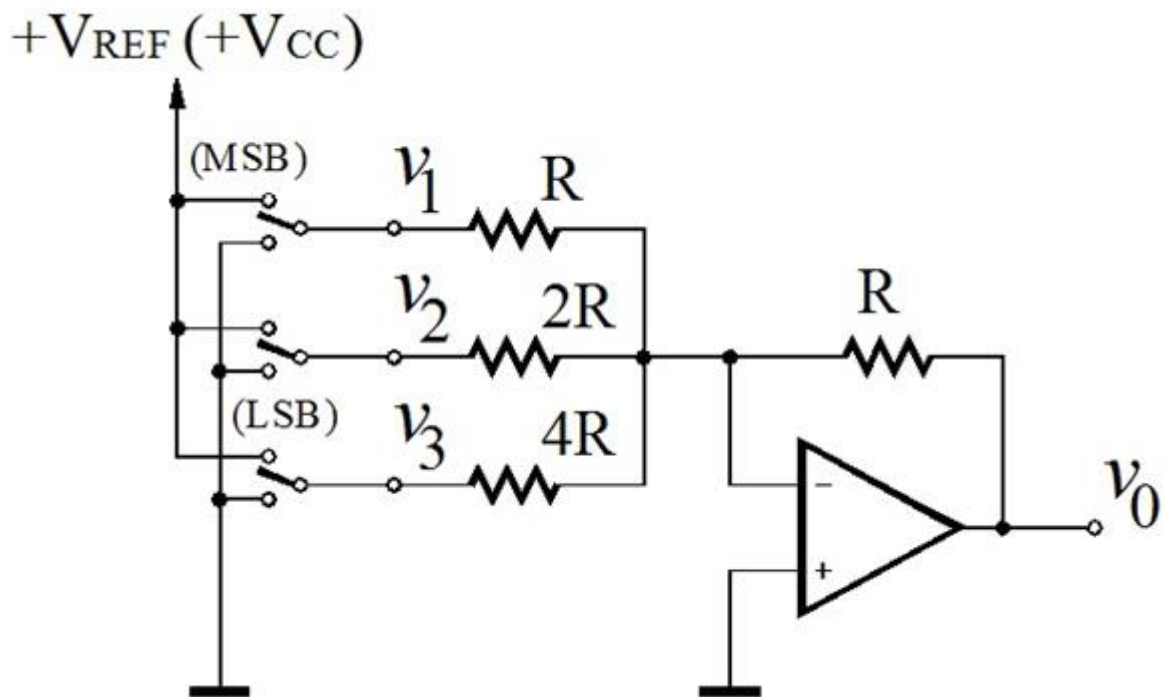 +VREF (+VCC)
(MSB)
v1
R
v2
2R
R
(LSB)
v3
4R
v0
−
+